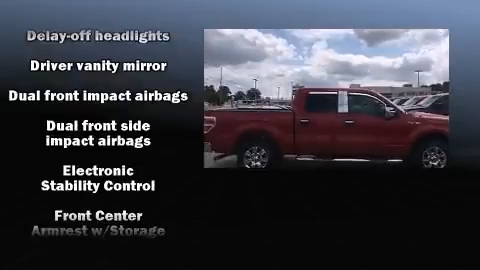 Delay-off headlights
Driver vanity mirror
Dual front impact airbags
Dual front side
impact airbags
Electronic
Stability Control
Front Center
Armrest w/Storage